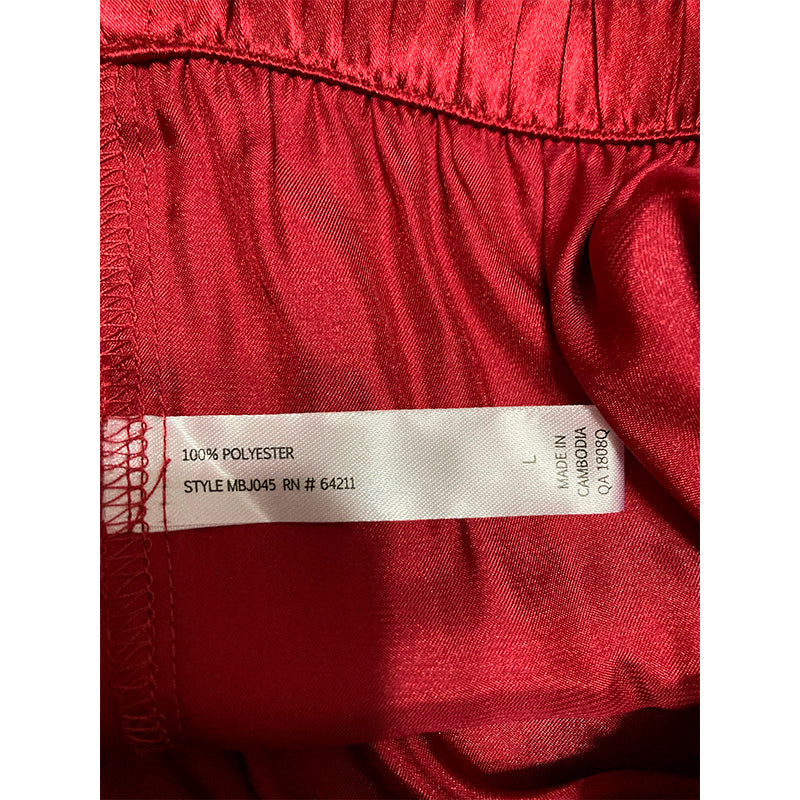 100% POLYESTER
STYLE MBJ045 RN # 64211
L
MADE IN
CAMBODIA
QA 1808Q